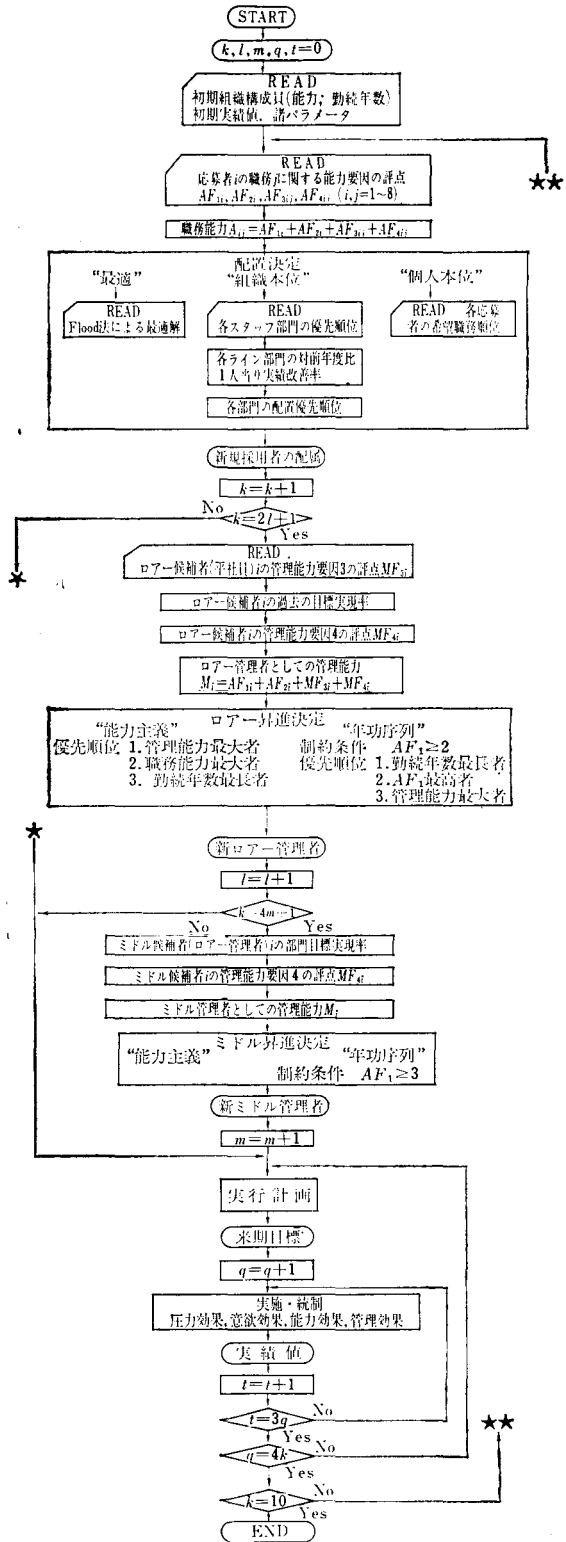 START
k, l, m, q, t=0
READ
初期組織構成員(能力; 勤続年数)
初期実績値, 諸パラメータ
★★
READ
応募者iの職務jに関する能力要因の評点
AF₁ᵢ, AF₂ᵢ, AF₃ᵢⱼ, AF₄ᵢⱼ (i, j=1~8)
職務能力Aᵢⱼ=AF₁ᵢ+AF₂ᵢ+AF₃ᵢⱼ+AF₄ᵢⱼ
配置決定
“最適” “組織本位” “個人本位”
READ
Flood法による最適解
READ
各スタッフ部門の優先順位
READ 各応募
者の希望職務順位
各ライン部門の対前年度比
1人当り実績改善率
各部門の配置優先順位
新規採用者の配属
k=k+1
No
k=2l+1
Yes
★
READ
ロアー候補者(平社員)iの管理能力要因3の評点MF₃ᵢ
ロアー候補者iの過去の目標実現率
ロアー候補者iの管理能力要因4の評点MF₄ᵢ
ロアー管理者としての管理能力
Mᵢ=AF₁ᵢ+AF₂ᵢ+MF₃ᵢ+MF₄ᵢ
ロアー昇進決定
“能力主義” “年功序列”
優先順位 1. 管理能力最大者 制約条件 AF₁≥2
2. 職務能力最大者 優先順位 1. 勤続年数最長者
3. 勤続年数最長者 2. AF₁最高者
3. 管理能力最大者
★
新ロアー管理者
l=l+1
No Yes
ミドル候補者(ロアー管理者)iの部門目標実現率
ミドル候補者iの管理能力要因4の評点MF₄ᵢ
ミドル管理者としての管理能力Mᵢ
ミドル昇進決定
“能力主義” “年功序列”
制約条件 AF₁≥3
新ミドル管理者
m=m+1
実行計画
来期目標
q=q+1
実施・統制
圧力効果, 意欲効果, 能力効果, 管理効果
実績値
t=t+1
t=3q
No
Yes
q=4k
No
Yes
★★
k=10
No
Yes
END